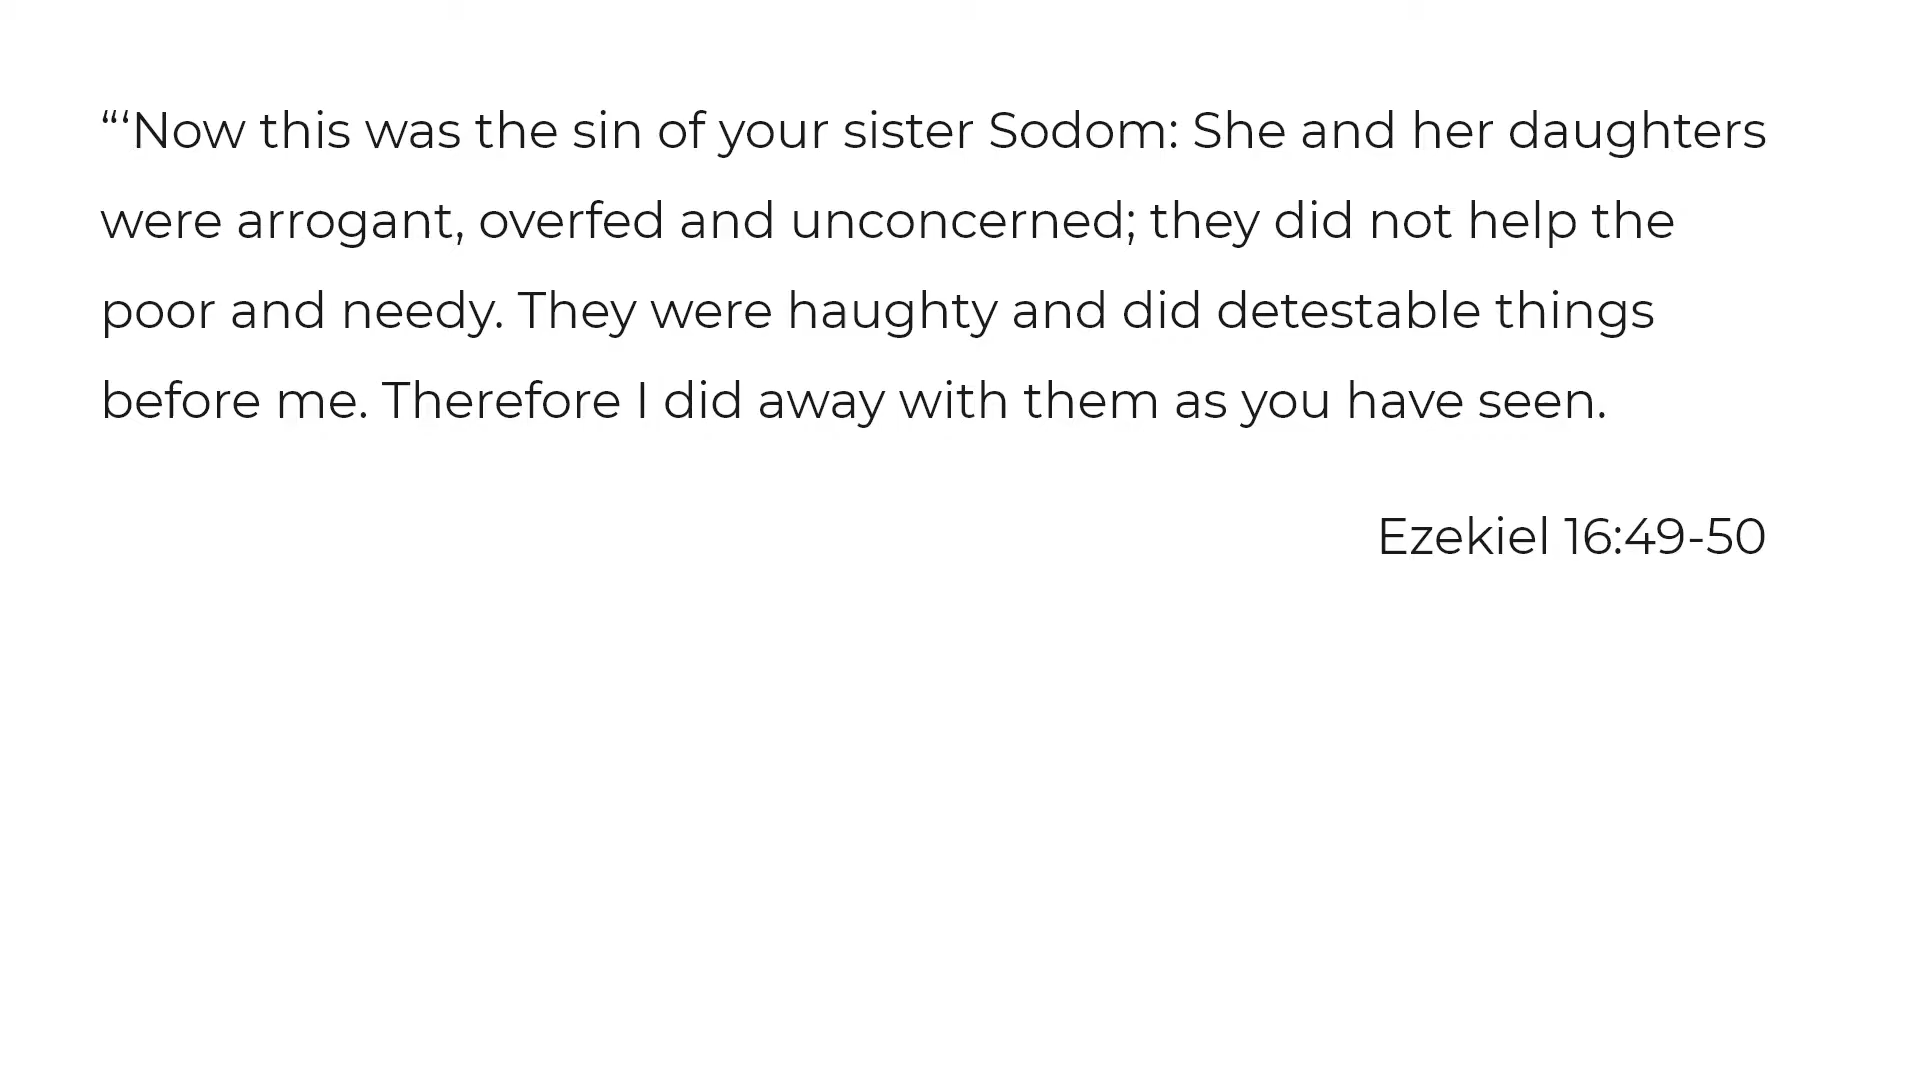 “‘Now this was the sin of your sister Sodom: She and her daughters
were arrogant, overfed and unconcerned; they did not help the
poor and needy. They were haughty and did detestable things
before me. Therefore I did away with them as you have seen.
Ezekiel 16:49-50